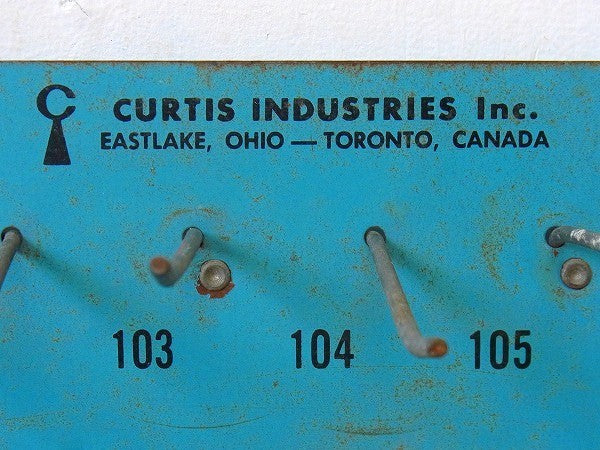 C
CURTIS INDUSTRIES Inc.
EASTLAKE, OHIO — TORONTO, CANADA
103 104 105